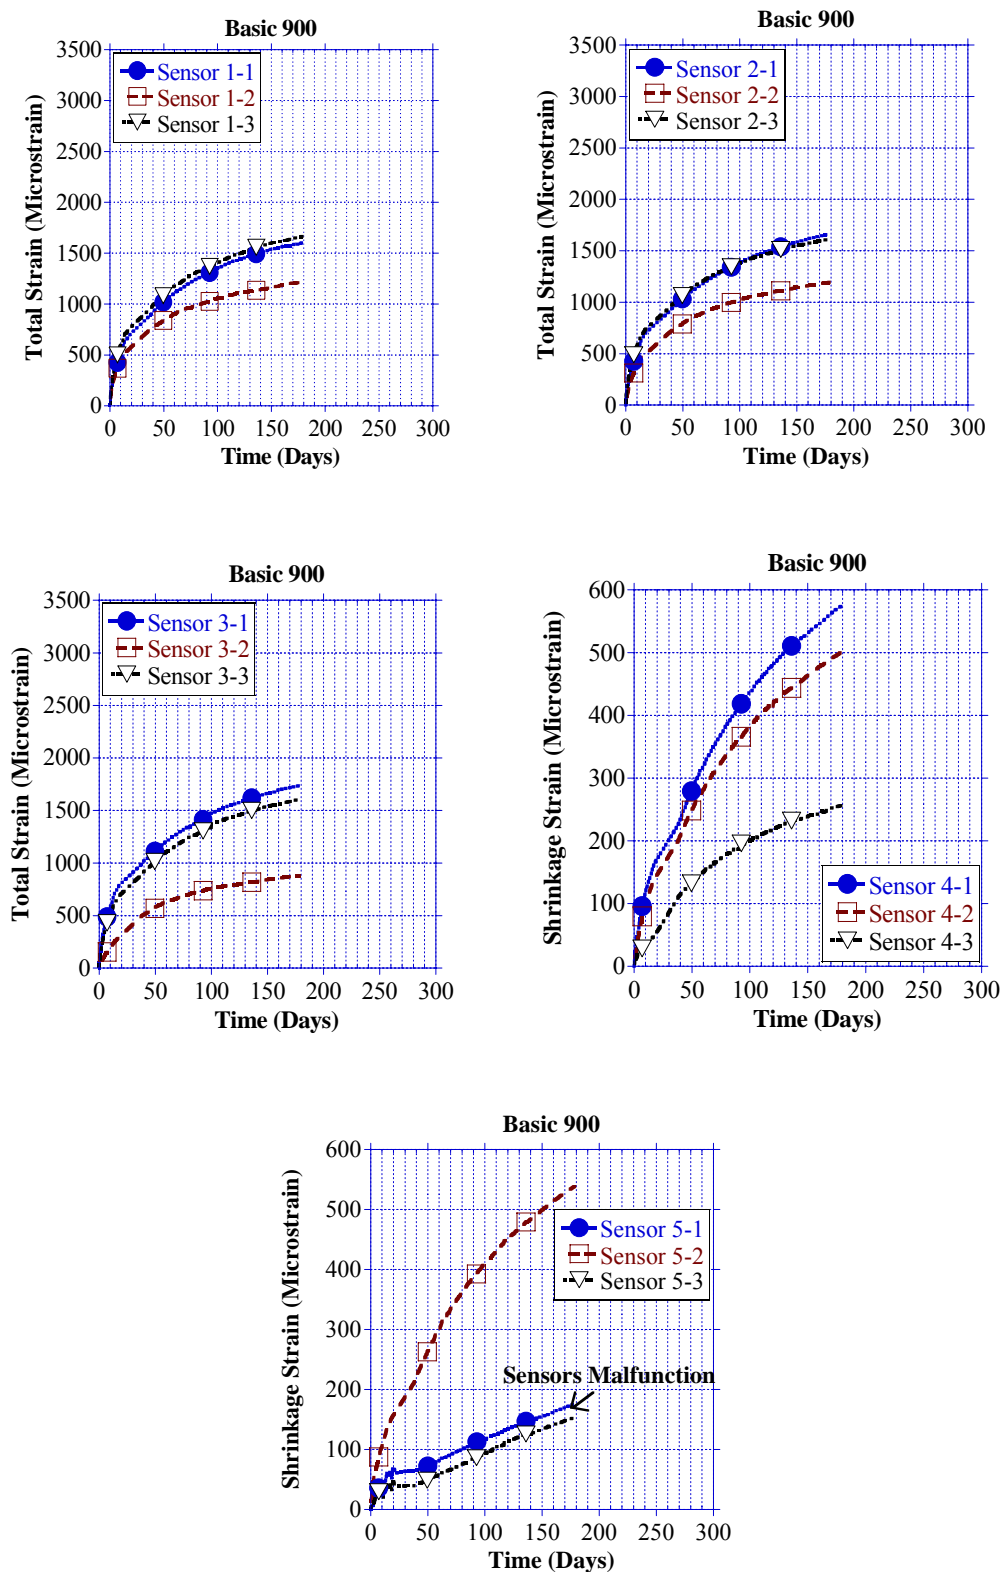 Basic 900
3500
3000
2500
2000
1500
1000
500
0
Total Strain (Microstrain)
Sensor 1-1
Sensor 1-2
Sensor 1-3
0 50 100 150 200 250 300
Time (Days)
Basic 900
3500
3000
2500
2000
1500
1000
500
0
Total Strain (Microstrain)
Sensor 2-1
Sensor 2-2
Sensor 2-3
0 50 100 150 200 250 300
Time (Days)
Basic 900
3500
3000
2500
2000
1500
1000
500
0
Total Strain (Microstrain)
Sensor 3-1
Sensor 3-2
Sensor 3-3
0 50 100 150 200 250 300
Time (Days)
Basic 900
600
500
400
300
200
100
0
Shrinkage Strain (Microstrain)
Sensor 4-1
Sensor 4-2
Sensor 4-3
0 50 100 150 200 250 300
Time (Days)
Basic 900
600
500
400
300
200
100
0
Shrinkage Strain (Microstrain)
Sensor 5-1
Sensor 5-2
Sensor 5-3
Sensors Malfunction
0 50 100 150 200 250 300
Time (Days)